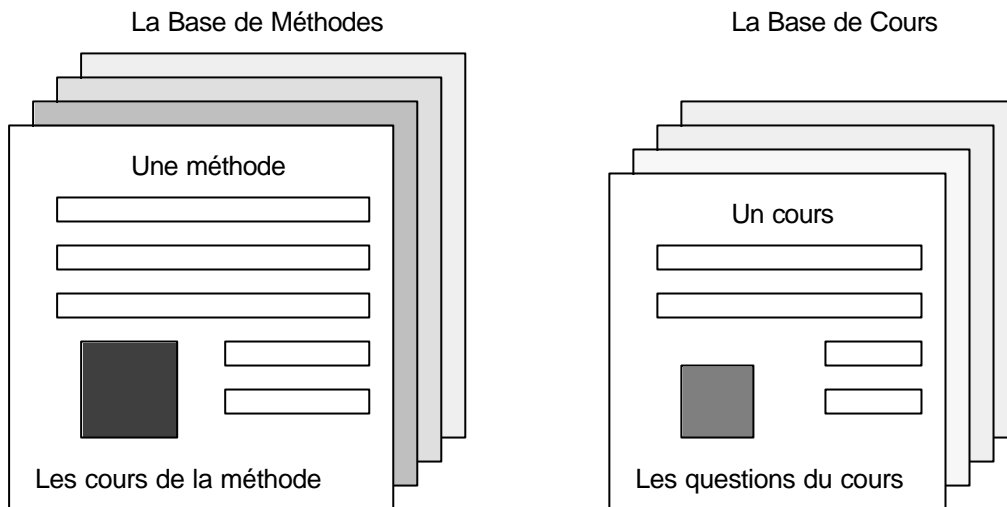 La Base de Méthodes
La Base de Cours
Une méthode
Un cours
Les cours de la méthode
Les questions du cours